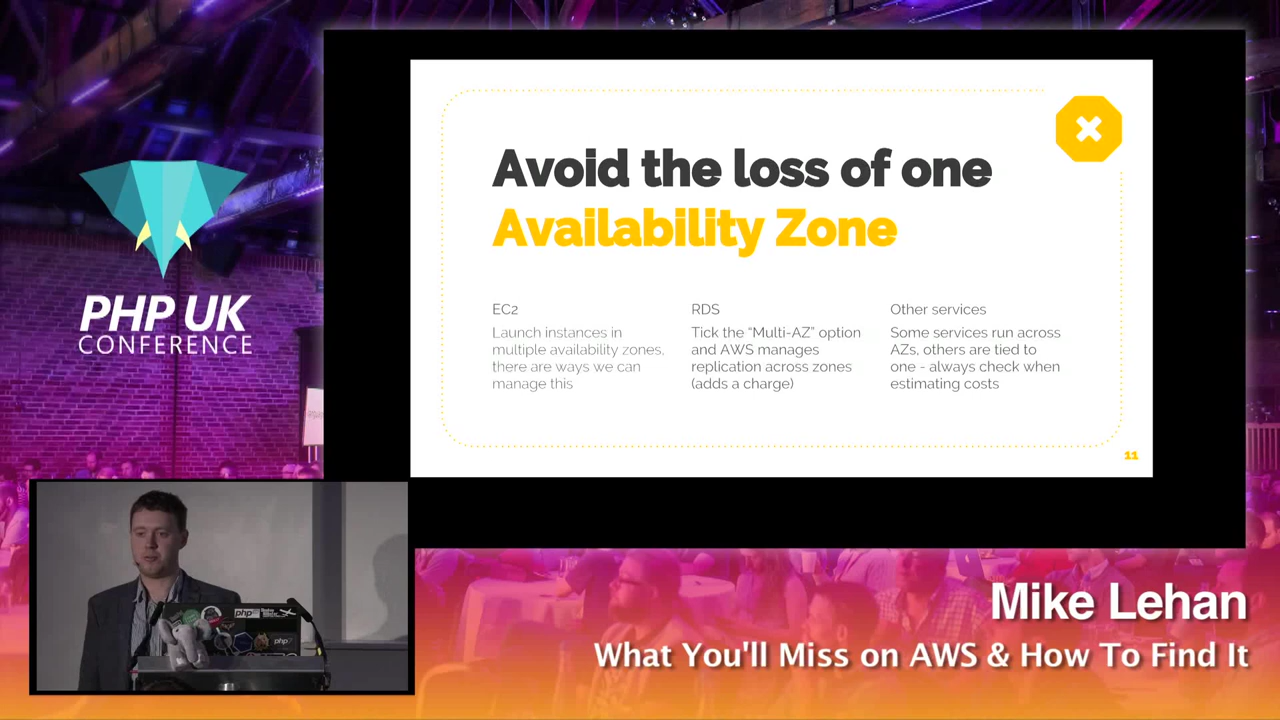 PHP UK
CONFERENCE
Avoid the loss of one
Availability Zone
EC2
Launch instances in
multiple availability zones,
there are ways we can
manage this
RDS
Tick the “Multi-AZ” option
and AWS manages
replication across zones
(adds a charge)
Other services
Some services run across
AZs, others are tied to
one - always check when
estimating costs
11
php
php
Mike Lehan
What You'll Miss on AWS & How To Find It